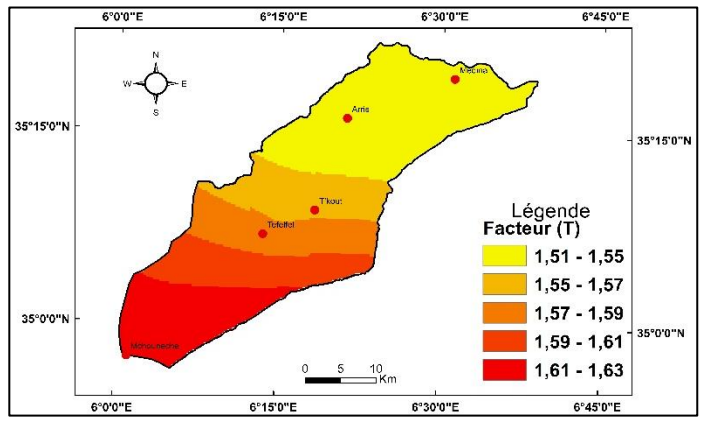 6°0'0"E 6°15'0"E 6°30'0"E 6°45'0"E
N
W E
S
Medina
Arris
35°15'0"N 35°15'0"N
T'kout
Tefeffel
Légende
Facteur (T)
1,51 - 1,55
1,55 - 1,57
1,57 - 1,59
1,59 - 1,61
1,61 - 1,63
35°0'0"N 35°0'0"N
Mchouneche
0 5 10
Km
6°0'0"E 6°15'0"E 6°30'0"E 6°45'0"E